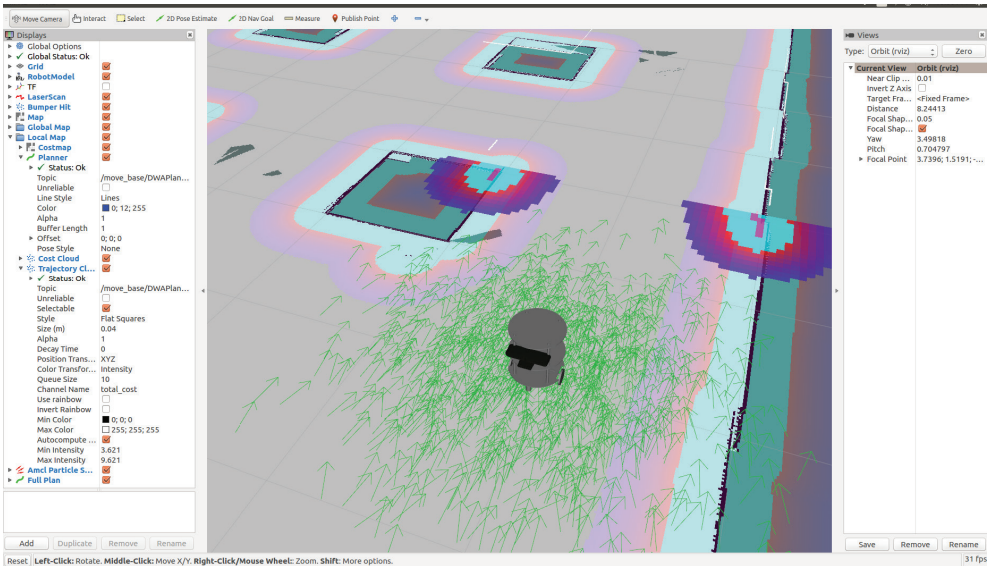 Move Camera Interact Select 2D Pose Estimate 2D Nav Goal Measure Publish Point
Displays
Global Options
Global Status: Ok
Grid
RobotModel
TF
LaserScan
Bumper Hit
Map
Global Map
Local Map
Costmap
Planner
Status: Ok
Topic /move_base/DWAPlan...
Unreliable
Line Style Lines
Color 0; 12; 255
Alpha 1
Buffer Length 1
Offset 0; 0; 0
Pose Style None
Cost Cloud
Trajectory Cl...
Status: Ok
Topic /move_base/DWAPlan...
Unreliable
Selectable
Style Flat Squares
Size (m) 0.04
Alpha 1
Decay Time 0
Position Trans... XYZ
Color Transfor... Intensity
Queue Size 10
Channel Name total_cost
Use rainbow
Invert Rainbow
Min Color 0; 0; 0
Max Color 255; 255; 255
Autocompute ...
Min Intensity 3.621
Max Intensity 9.621
Amcl Particle S...
Full Plan
Add Duplicate Remove Rename
Views
Type: Orbit (rviz) Zero
Current View Orbit (rviz)
Near Clip ... 0.01
Invert Z Axis
Target Fra... <Fixed Frame>
Distance 8.24413
Focal Shap... 0.05
Focal Shap...
Yaw 3.49818
Pitch 0.704797
Focal Point 3.7396; 1.5191; -...
Save Remove Rename
Reset Left-Click: Rotate. Middle-Click: Move X/Y. Right-Click/Mouse Wheel: Zoom. Shift: More options. 31 fps